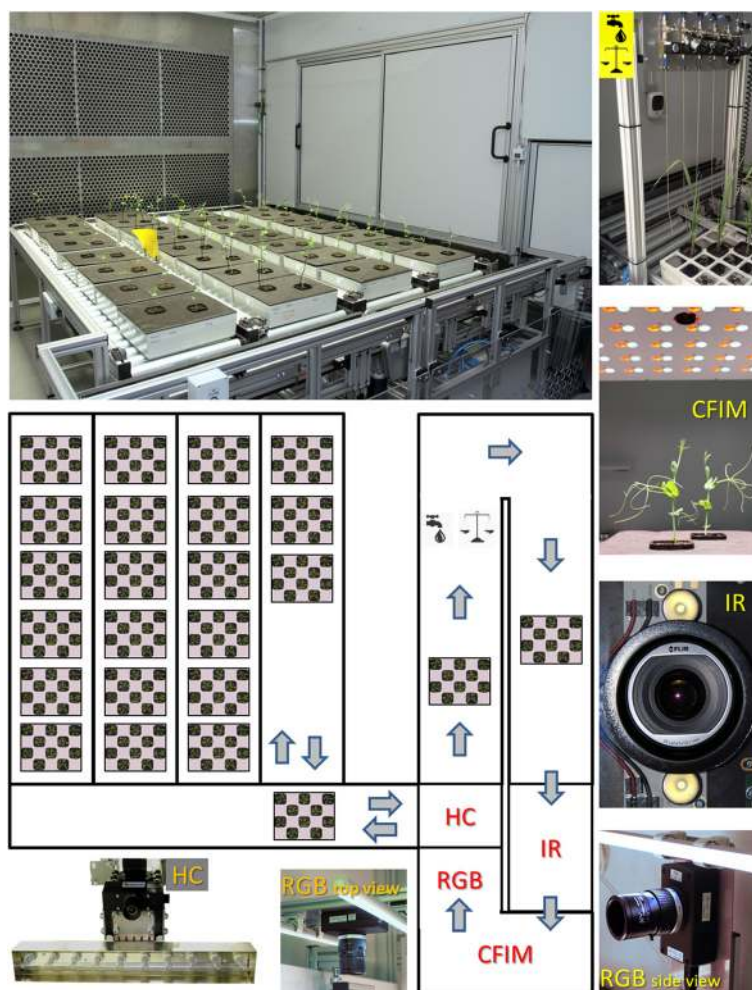 CFIM
IR
FLIR
HC
RGB
IR
CFIM
HC
RGB top view
RGB side view